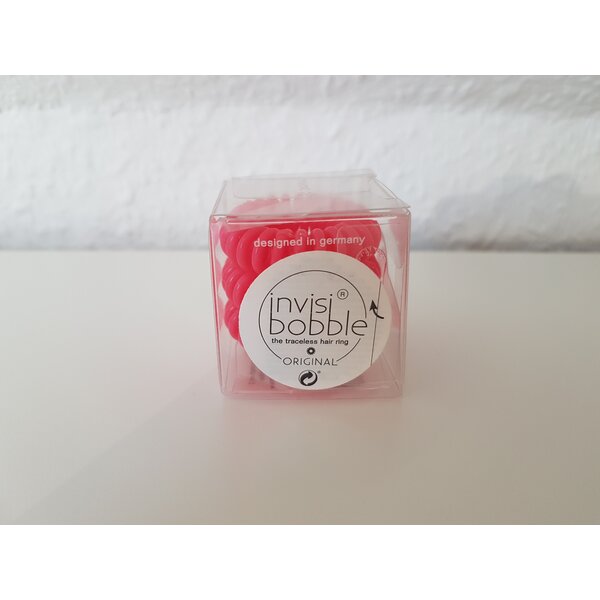 designed in germany
invisi®
bobble
the traceless hair ring
ORIGINAL